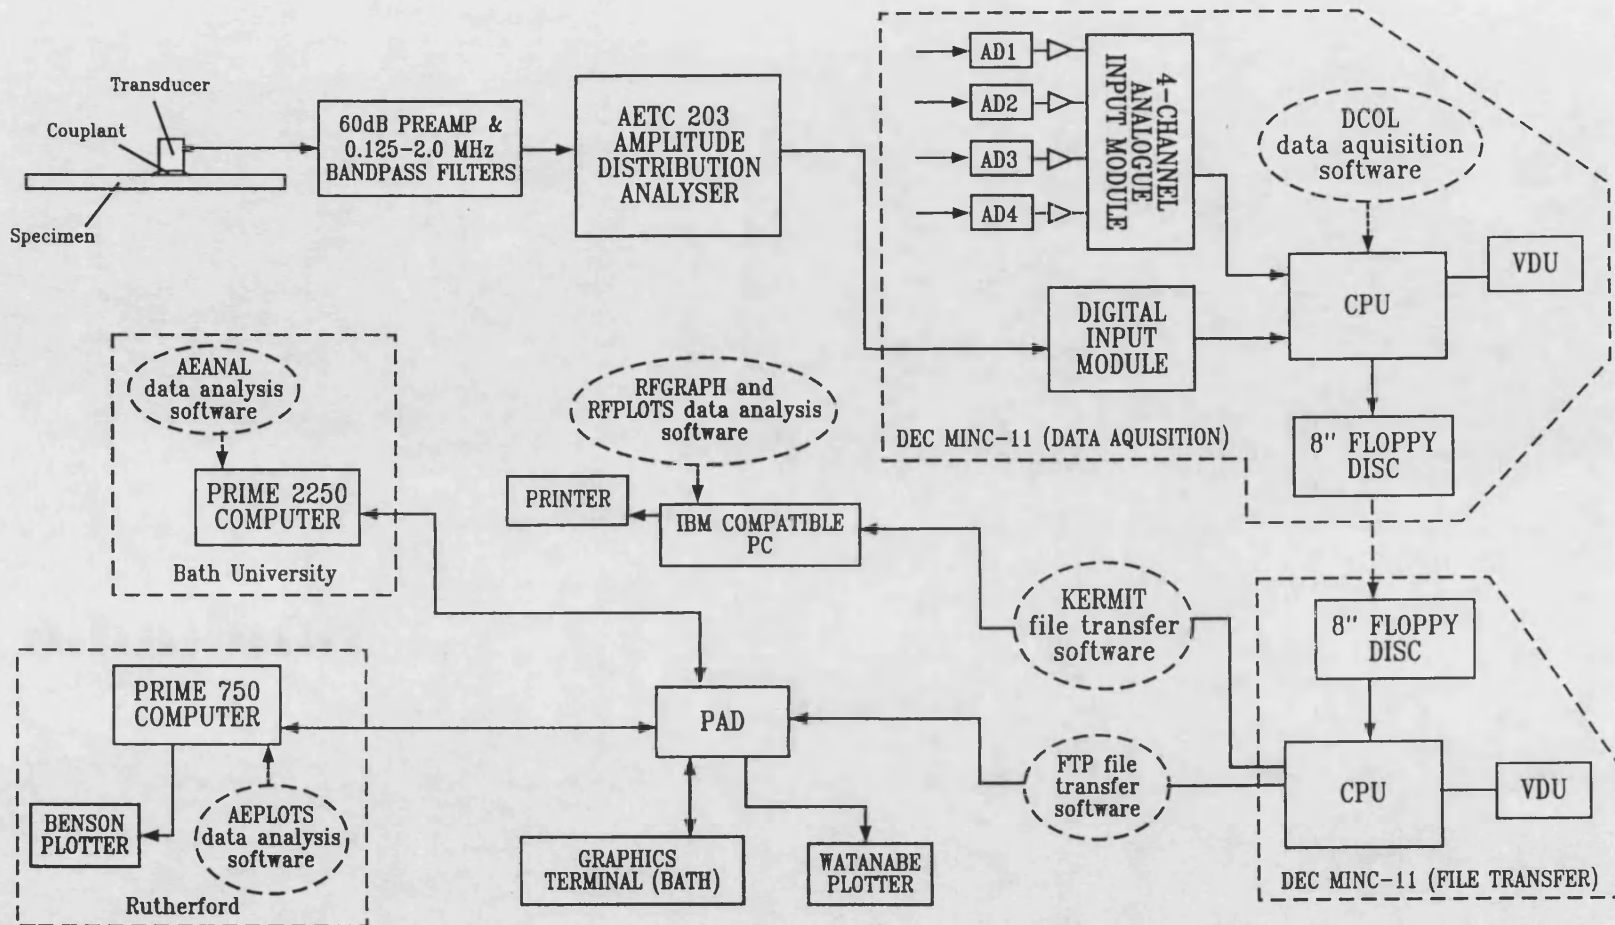 Transducer
Couplant
Specimen
60dB PREAMP &
0.125-2.0 MHz
BANDPASS FILTERS
AETC 203
AMPLITUDE
DISTRIBUTION
ANALYSER
AD1
AD2
AD3
AD4
4-CHANNEL
ANALOGUE
INPUT MODULE
DCOL
data aquisition
software
CPU
VDU
DIGITAL
INPUT
MODULE
8" FLOPPY
DISC
DEC MINC-11 (DATA AQUISITION)
AEANAL
data analysis
software
PRIME 2250
COMPUTER
Bath University
RFGRAPH and
RFPLOTS data analysis
software
PRINTER
IBM COMPATIBLE
PC
KERMIT
file transfer
software
8" FLOPPY
DISC
PRIME 750
COMPUTER
BENSON
PLOTTER
AEPLOTS
data analysis
software
Rutherford
PAD
GRAPHICS
TERMINAL (BATH)
WATANABE
PLOTTER
FTP file
transfer
software
CPU
VDU
DEC MINC-11 (FILE TRANSFER)